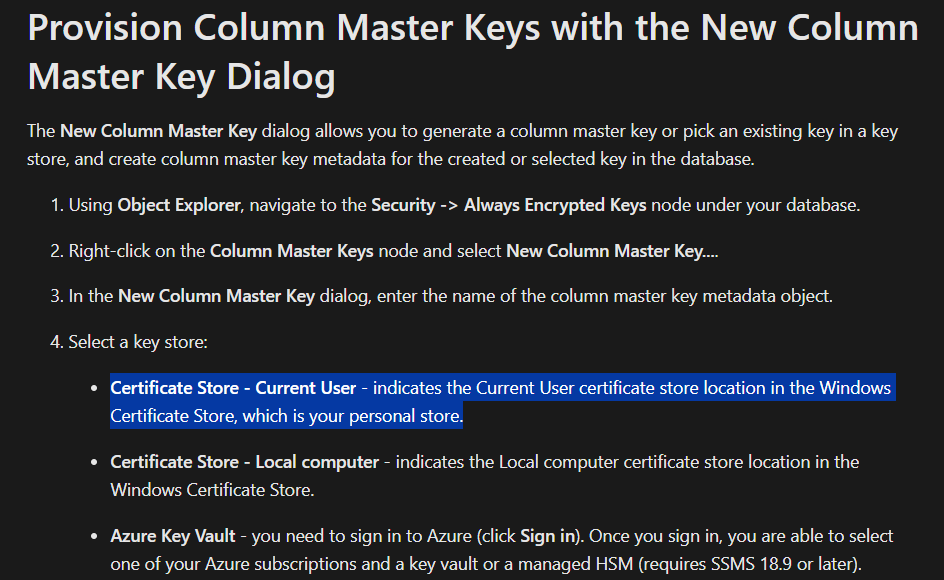 Provision Column Master Keys with the New Column
Master Key Dialog
The New Column Master Key dialog allows you to generate a column master key or pick an existing key in a key
store, and create column master key metadata for the created or selected key in the database.
1. Using Object Explorer, navigate to the Security -> Always Encrypted Keys node under your database.
2. Right-click on the Column Master Keys node and select New Column Master Key....
3. In the New Column Master Key dialog, enter the name of the column master key metadata object.
4. Select a key store:
• Certificate Store - Current User - indicates the Current User certificate store location in the Windows
Certificate Store, which is your personal store.
• Certificate Store - Local computer - indicates the Local computer certificate store location in the
Windows Certificate Store.
• Azure Key Vault - you need to sign in to Azure (click Sign in). Once you sign in, you are able to select
one of your Azure subscriptions and a key vault or a managed HSM (requires SSMS 18.9 or later).